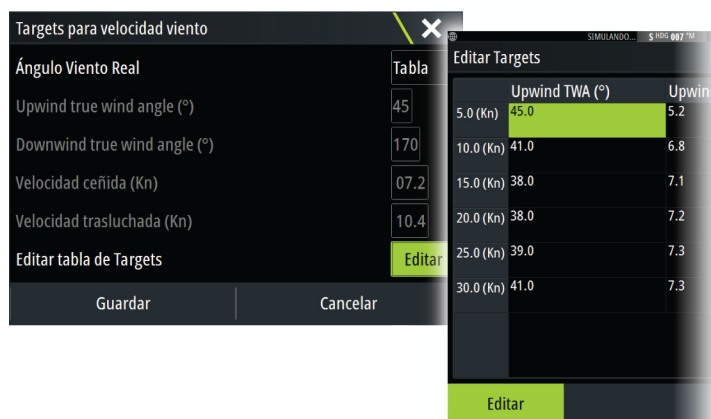 Targets para velocidad viento
Ángulo Viento Real Tabla
Upwind true wind angle (°) 45
Downwind true wind angle (°) 170
Velocidad ceñida (Kn) 07.2
Velocidad trasluchada (Kn) 10.4
Editar tabla de Targets Editar
Guardar Cancelar
SIMULANDO... S HDG 007 °M
Editar Targets
Upwind TWA (°) Upwin
5.0 (Kn) 45.0 5.2
10.0 (Kn) 41.0 6.8
15.0 (Kn) 38.0 7.1
20.0 (Kn) 38.0 7.2
25.0 (Kn) 39.0 7.3
30.0 (Kn) 41.0 7.3
Editar